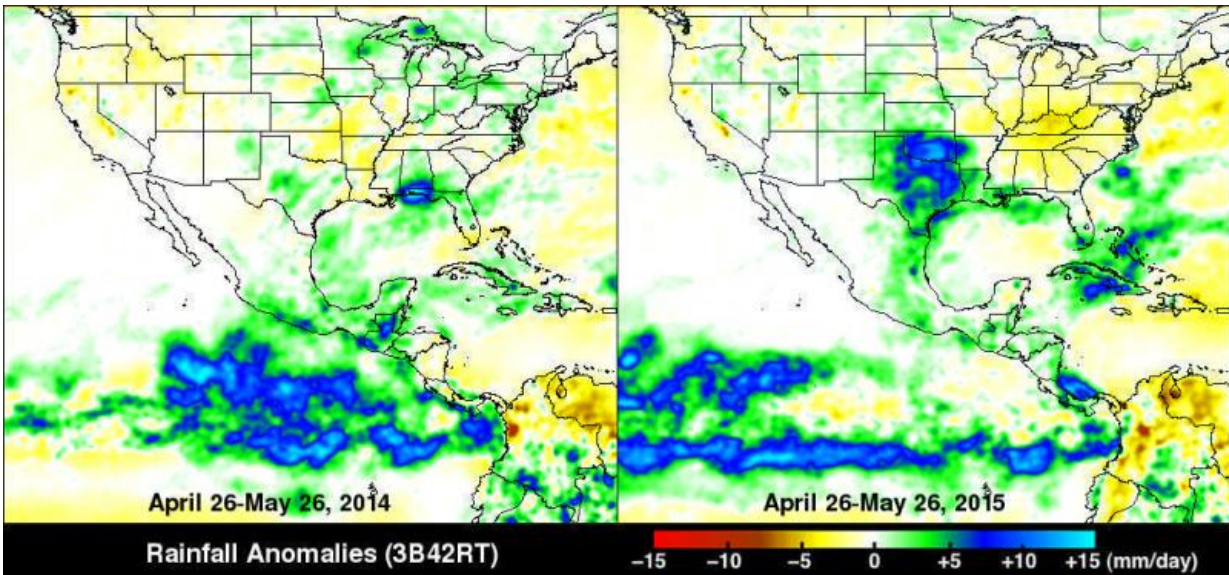 April 26-May 26, 2014
April 26-May 26, 2015
Rainfall Anomalies (3B42RT)
−15 −10 −5 0 +5 +10 +15 (mm/day)